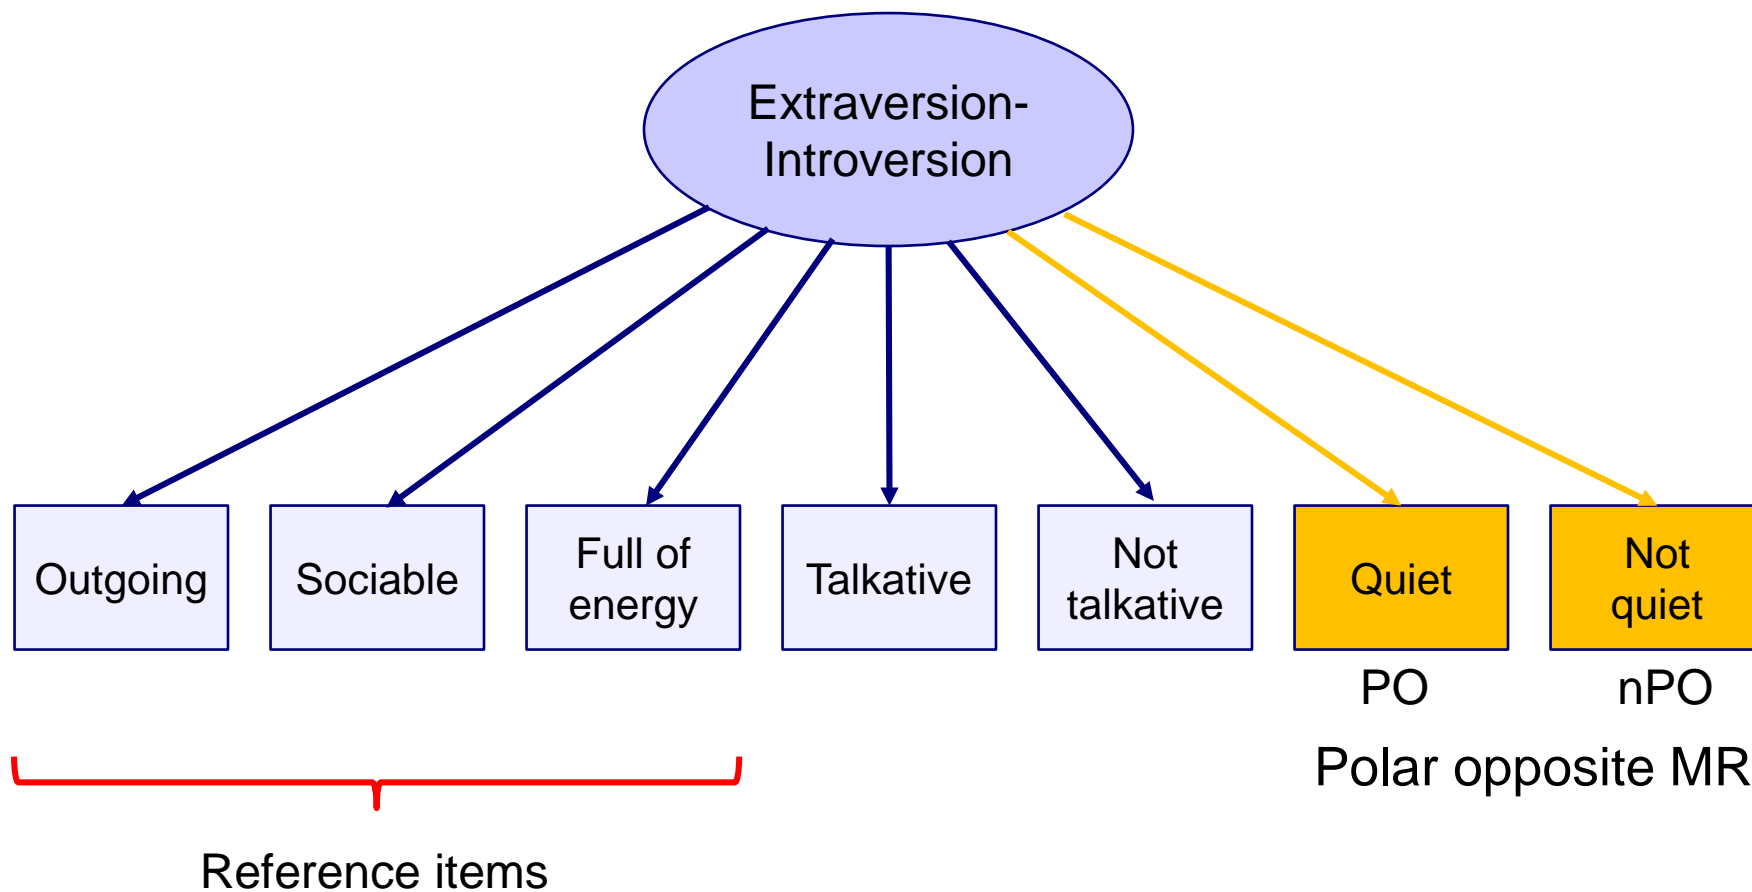 Extraversion-
Introversion
Outgoing
Sociable
Full of
energy
Talkative
Not
talkative
Quiet
Not
quiet
PO
nPO
Polar opposite MR
Reference items